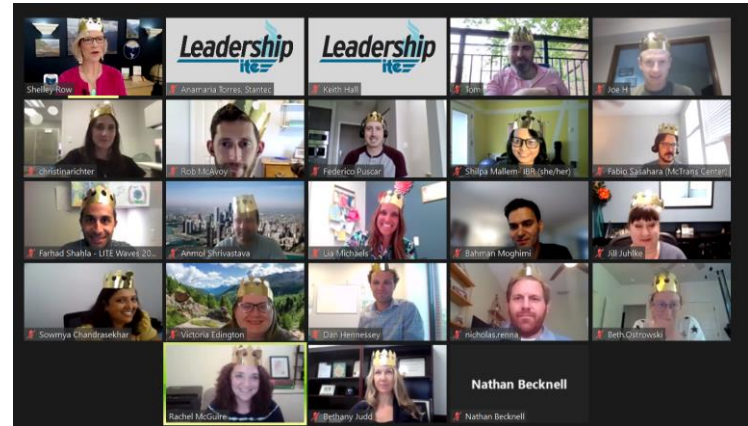 Shelley Row
Leadership
ite
Anamaria Torres, Stantec
Leadership
ite
Keith Hall
Tom
Joe H
christinarichter
Rob McAvoy
Federico Puscar
Shilpa Mallem- IBR (she/her)
Fabio Sasahara (McTrans Center)
Farhad Shahla - LITE Waves 20...
Anmol Shrivastava
Lia Michaels
Bahman Moghimi
Jill Juhlke
Sowmya Chandrasekhar
Victoria Edington
Dan Hennessey
nicholas.renna
Beth.Ostrowski
Rachel McGuire
Bethany Judd
Nathan Becknell
Nathan Becknell